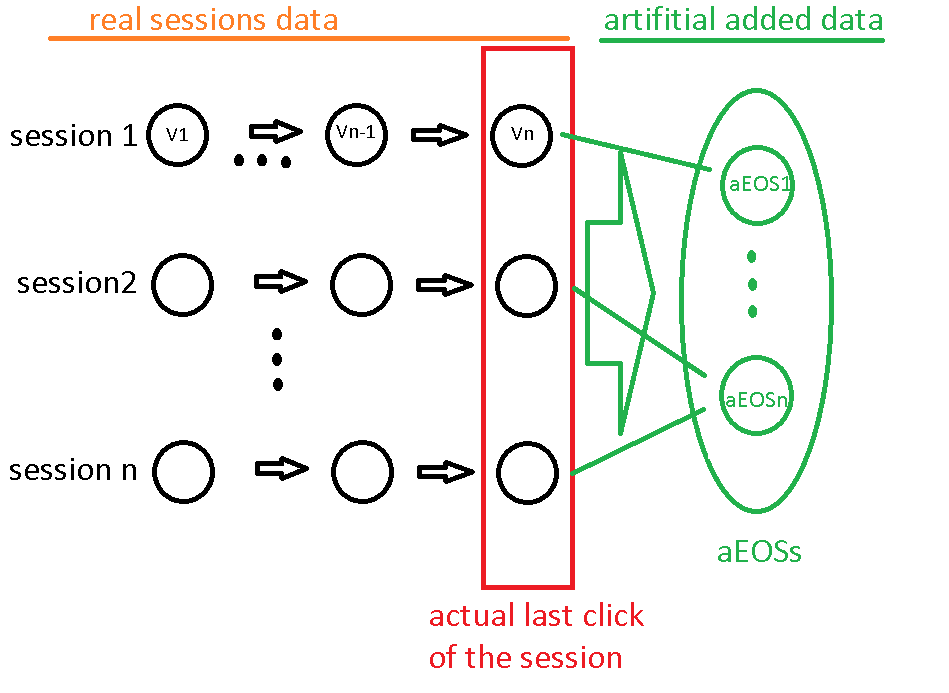 real sessions data
artifitial added data
session 1
V1
Vn-1
Vn
aEOS1
session2
aEOSn
session n
aEOSs
actual last click
of the session